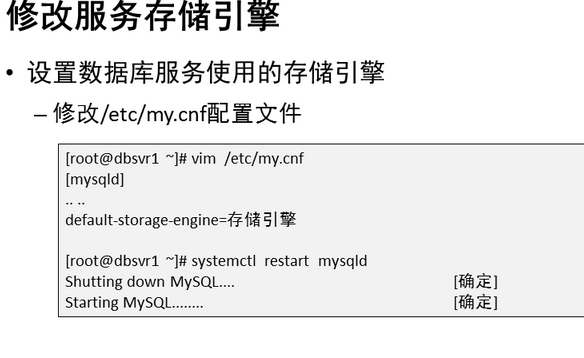 修改服务存储引擎
• 设置数据库服务使用的存储引擎
– 修改/etc/my.cnf配置文件
[root@dbsvr1 ~]# vim /etc/my.cnf
[mysqld]
.. ..
default-storage-engine=存储引擎
[root@dbsvr1 ~]# systemctl restart mysqld
Shutting down MySQL.... [确定]
Starting MySQL........ [确定]